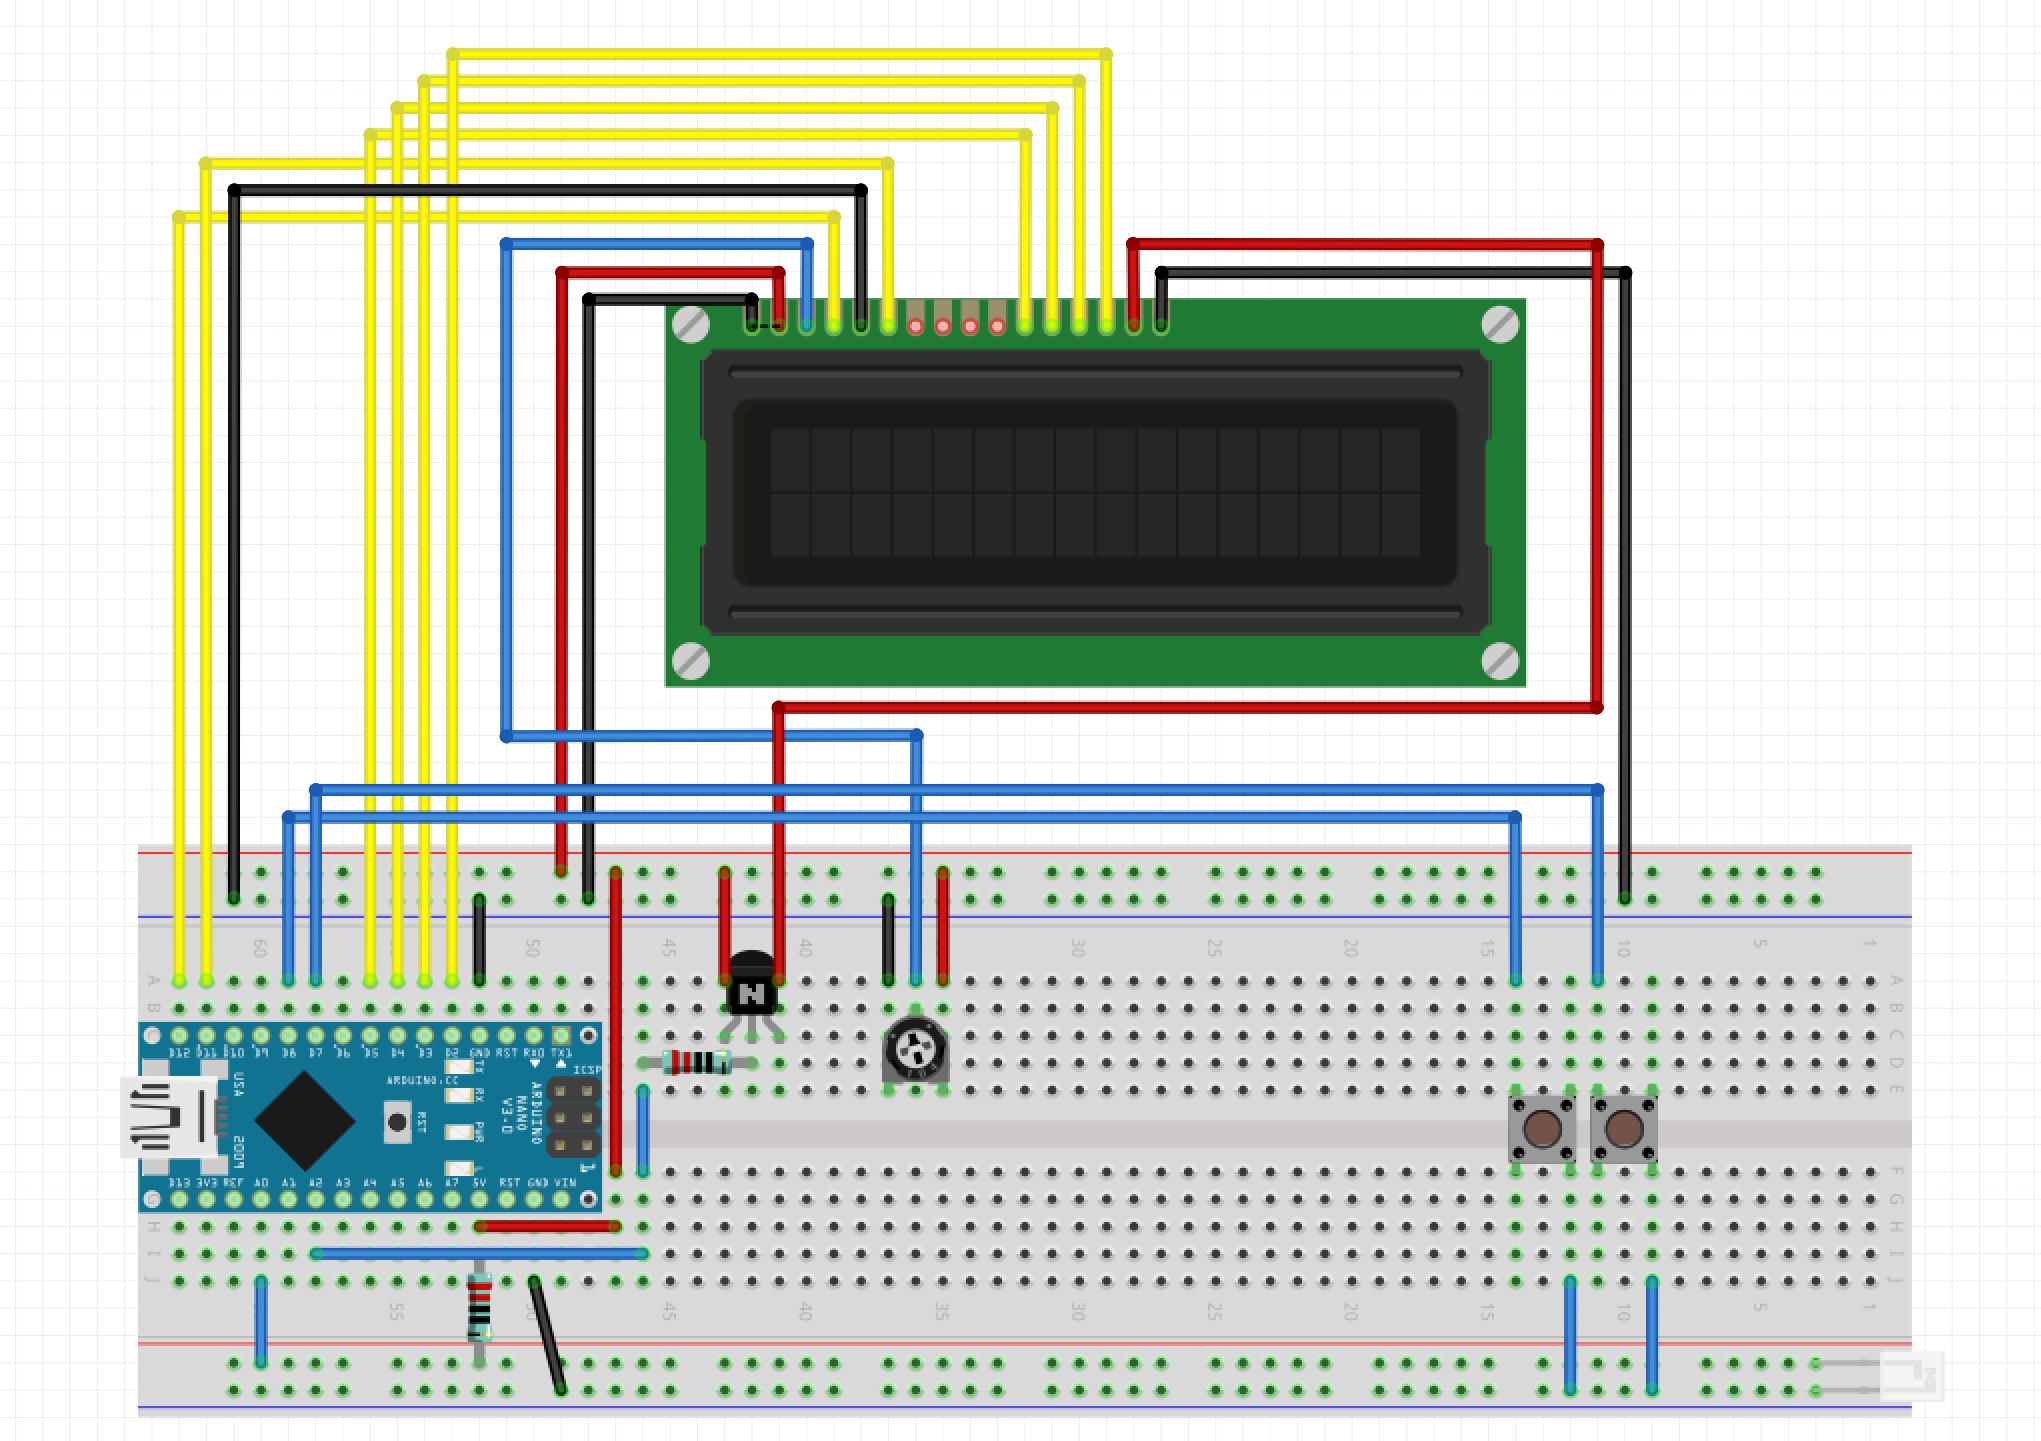 60 50 45 40 30 25 20 15 10 5 1
A A
B B
C
D
E
D12 D11 D10 D9 D8 D7 D6 D5 D4 D3 D2 GND RST RX0 TX1
C
D
E
ICSP
ARDUINO.CC
USA
TX
RX
RST
PWR
L
ARDUINO
NANO
V3.0
2009
1
N
D13 3V3 REF A0 A1 A2 A3 A4 A5 A6 A7 5V RST GND VIN
F
G G
H H
I I
J J
55 45 40 35 30 25 20 15 10 5 1